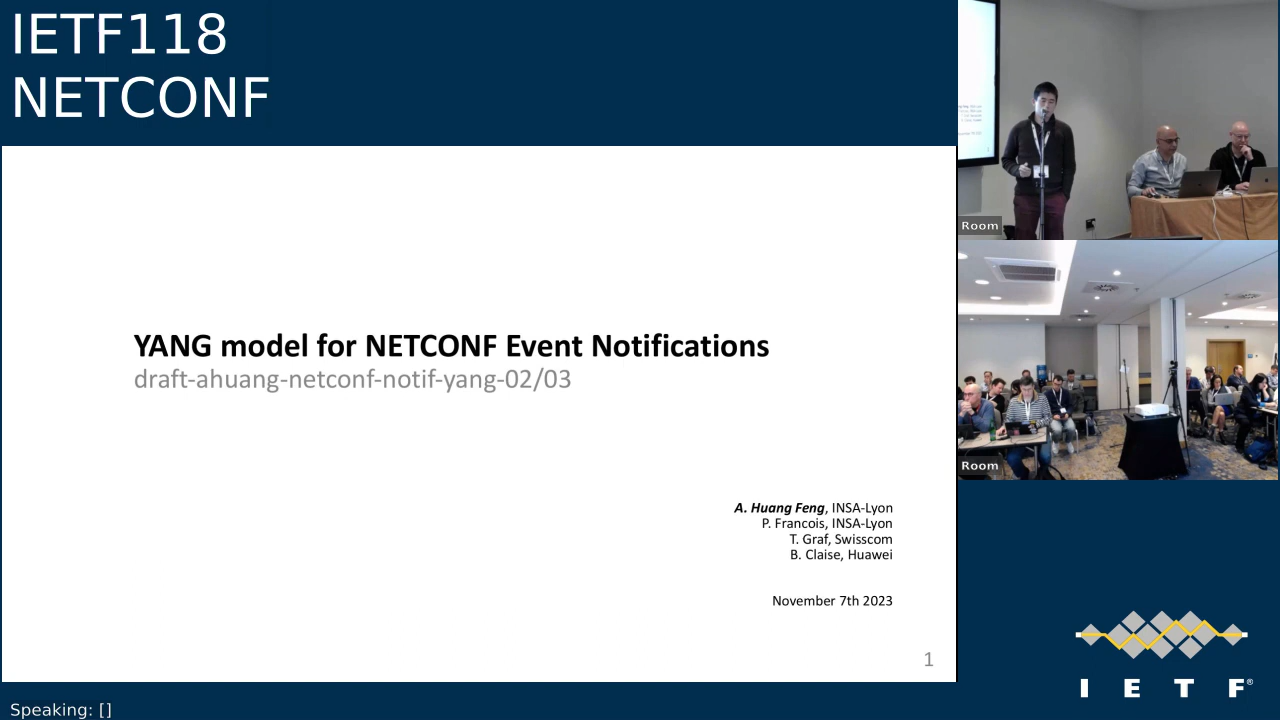 IETF118
NETCONF
YANG model for NETCONF Event Notifications
draft-ahuang-netconf-notif-yang-02/03
A. Huang Feng, INSA-Lyon
P. Francois, INSA-Lyon
T. Graf, Swisscom
B. Claise, Huawei
November 7th 2023
1
Room
Room
I E T F®
Speaking: []